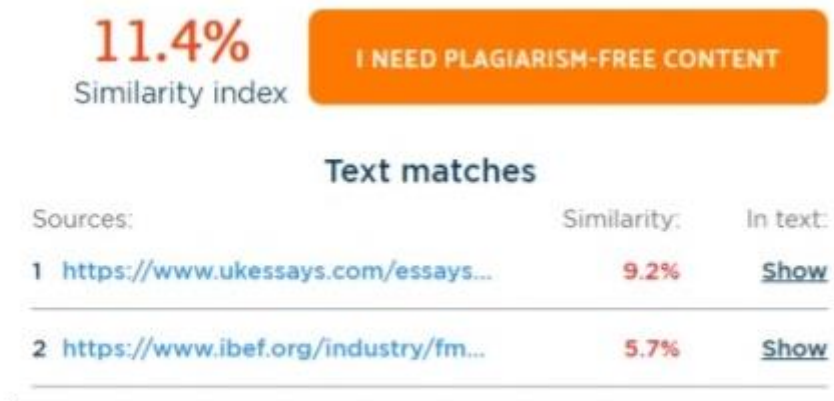 11.4%
Similarity index
I NEED PLAGIARISM-FREE CONTENT
Text matches
Sources: Similarity: In text:
1 https://www.ukessays.com/essays... 9.2% Show
2 https://www.ibef.org/industry/fm... 5.7% Show